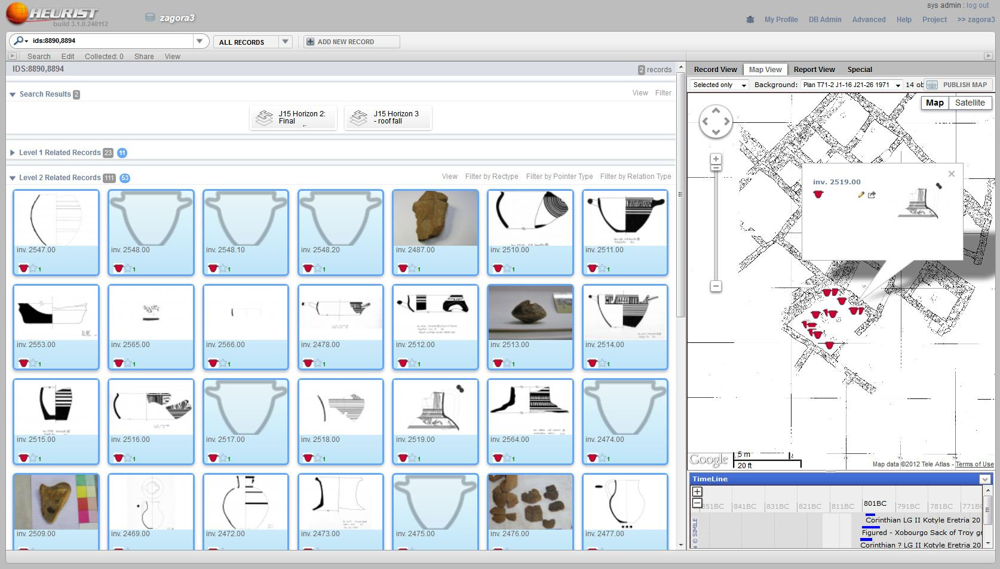 sys admin : log out
HEURIST
build 3.1.0.240112
zagora3
My Profile DB Admin Advanced Help Project >> zagora3
ids:8890,8894
ALL RECORDS
ADD NEW RECORD
Search Edit Collected: 0 Share View
IDS:8890,8894
2 records
Search Results 2
View Filter
J15 Horizon 2:
Final
J15 Horizon 3
- roof fall
Level 1 Related Records 23 11
Level 2 Related Records 111 53
View Filter by Rectype Filter by Pointer Type Filter by Relation Type
inv. 2547.00 inv. 2548.00 inv. 2548.10 inv. 2548.20 inv. 2487.00 inv. 2510.00 inv. 2511.00
1 1 1 1 1 1 1
inv. 2553.00 inv. 2565.00 inv. 2566.00 inv. 2478.00 inv. 2512.00 inv. 2513.00 inv. 2514.00
1 1 1 1 1 1 1
inv. 2515.00 inv. 2516.00 inv. 2517.00 inv. 2518.00 inv. 2519.00 inv. 2564.00 inv. 2474.00
1 1 1 1 1 1 1
inv. 2509.00 inv. 2469.00 inv. 2472.00 inv. 2473.00 inv. 2475.00 inv. 2476.00 inv. 2477.00
Record View Map View Report View Special
Selected only Background: Plan T71-2 J1-16 J21-26 1971 14 ob PUBLISH MAP
Map Satellite
inv. 2519.00
Google
5 m
20 ft
Map data ©2012 Tele Atlas - Terms of Use
TimeLine
851BC 841BC 831BC 821BC 811BC 801BC 791BC 781BC 771BC
Corinthian LG II Kotyle Eretria 20
Figured - Xobourgo Sack of Troy gr
Corinthian ? LG II Kotyle Eretria 20
e © SIMILE